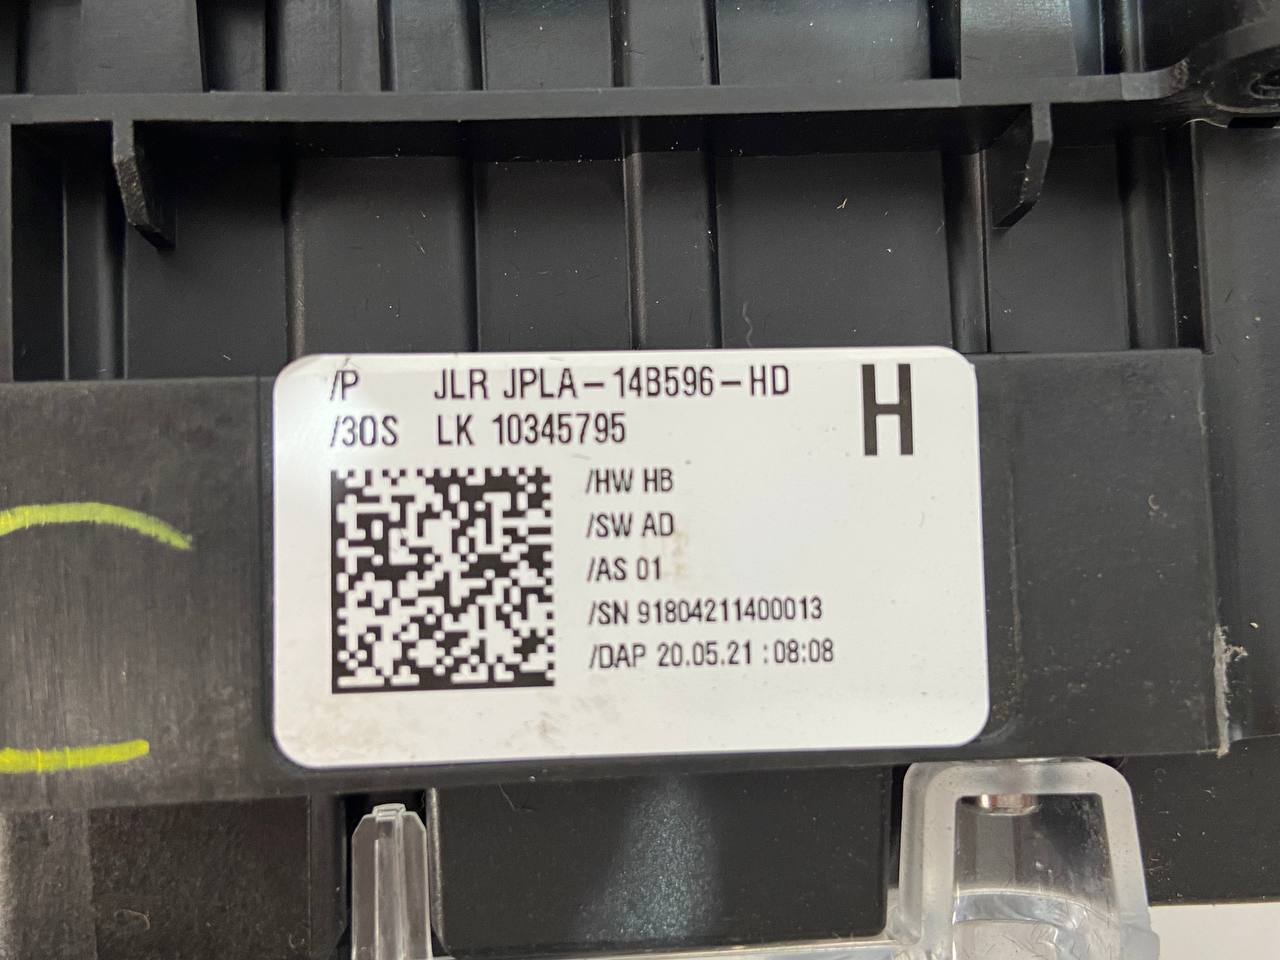 /P JLR JPLA-14B596-HD H
/30S LK 10345795
/HW HB
/SW AD
/AS 01
/SN 91804211400013
/DAP 20.05.21 :08:08